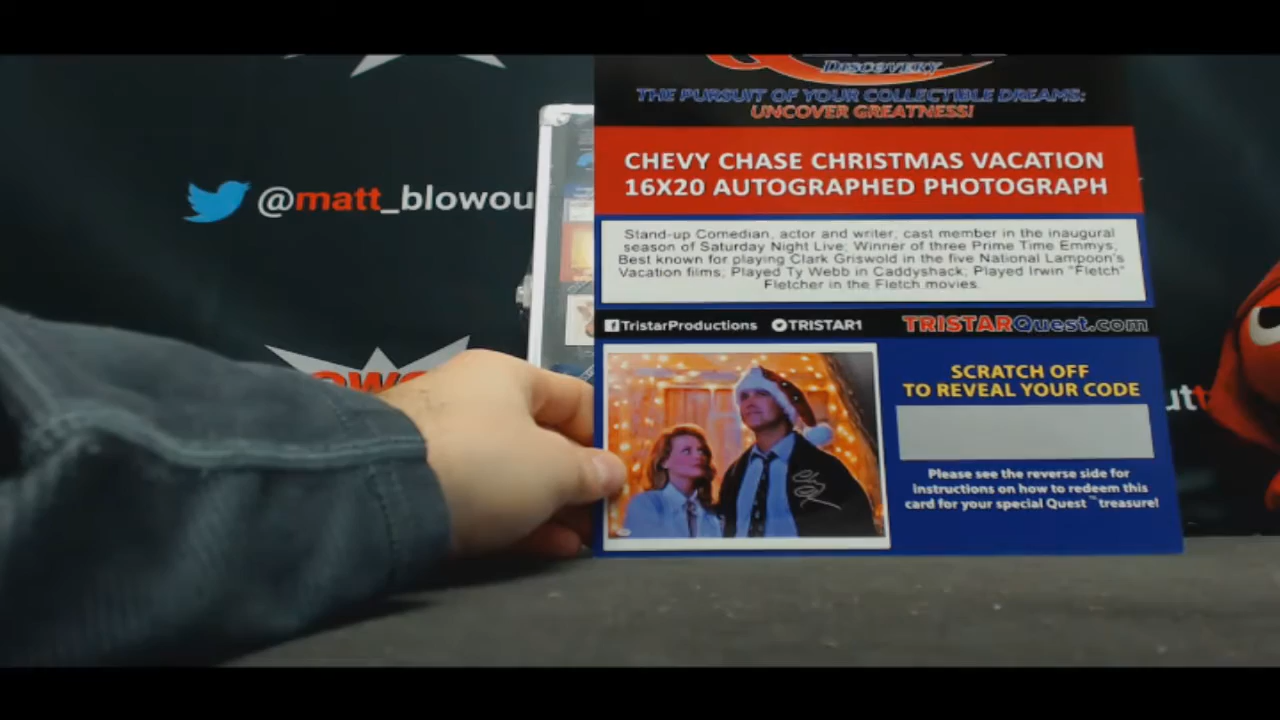 DISCOVERY
THE PURSUIT OF YOUR COLLECTIBLE DREAMS:
UNCOVER GREATNESS!
@matt_blowou
CHEVY CHASE CHRISTMAS VACATION
16X20 AUTOGRAPHED PHOTOGRAPH
Stand-up Comedian, actor and writer, cast member in the inaugural
season of Saturday Night Live; Winner of three Prime Time Emmys,
Best known for playing Clark Griswold in the five National Lampoon's
Vacation films; Played Ty Webb in Caddyshack; Played Irwin "Fletch"
Fletcher in the Fletch movies.
TristarProductions TRISTAR1 TRISTARQuest.com
SCRATCH OFF
TO REVEAL YOUR CODE
Please see the reverse side for
instructions on how to redeem this
card for your special Quest™ treasure!